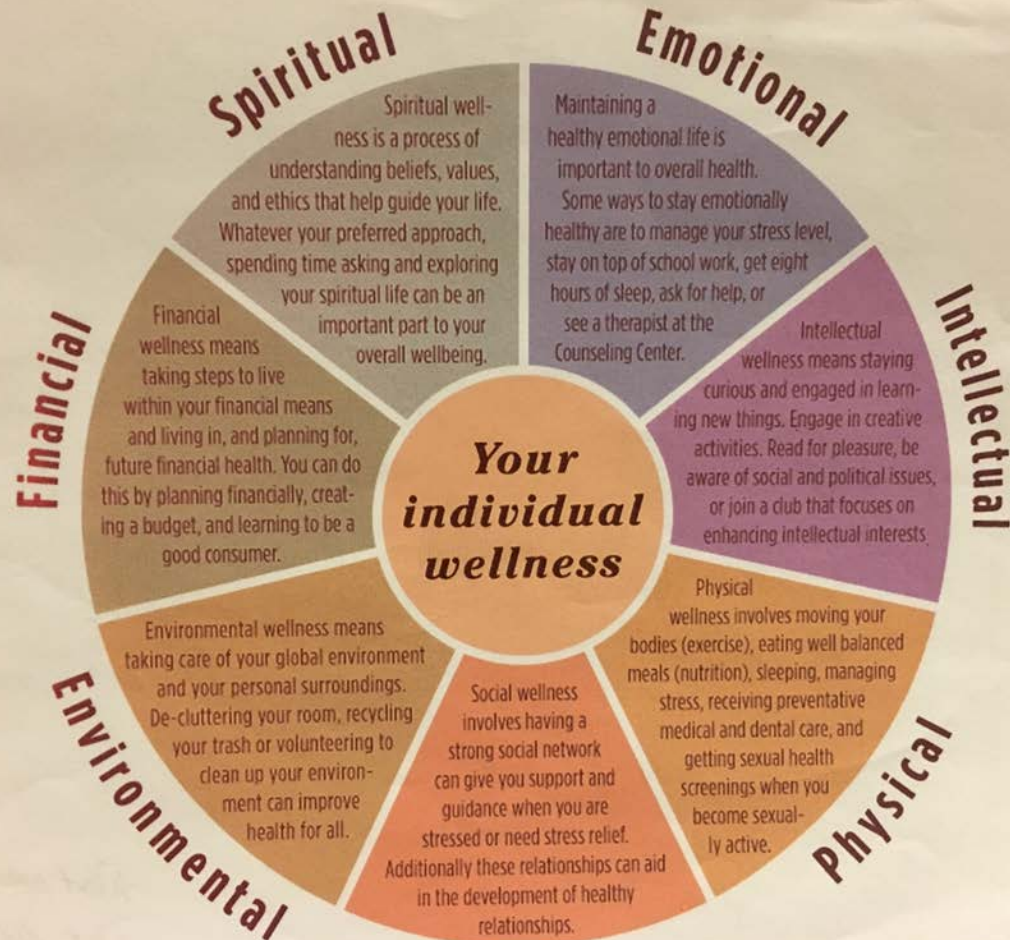 Spiritual
Spiritual well-
ness is a process of
understanding beliefs, values,
and ethics that help guide your life.
Whatever your preferred approach,
spending time asking and exploring
your spiritual life can be an
important part to your
overall wellbeing.
Emotional
Maintaining a
healthy emotional life is
important to overall health.
Some ways to stay emotionally
healthy are to manage your stress level,
stay on top of school work, get eight
hours of sleep, ask for help, or
see a therapist at the
Counseling Center.
Intellectual
Intellectual
wellness means staying
curious and engaged in learn-
ing new things. Engage in creative
activities. Read for pleasure, be
aware of social and political issues,
or join a club that focuses on
enhancing intellectual interests.
Physical
Physical
wellness involves moving your
bodies (exercise), eating well balanced
meals (nutrition), sleeping, managing
stress, receiving preventative
medical and dental care, and
getting sexual health
screenings when you
become sexual-
ly active.
Social wellness
involves having a
strong social network
can give you support and
guidance when you are
stressed or need stress relief.
Additionally these relationships can aid
in the development of healthy
relationships.
Environmental
Environmental wellness means
taking care of your global environment
and your personal surroundings.
De-cluttering your room, recycling
your trash or volunteering to
clean up your environ-
ment can improve
health for all.
Financial
Financial
wellness means
taking steps to live
within your financial means
and living in, and planning for,
future financial health. You can do
this by planning financially, creat-
ing a budget, and learning to be a
good consumer.
Your
individual
wellness